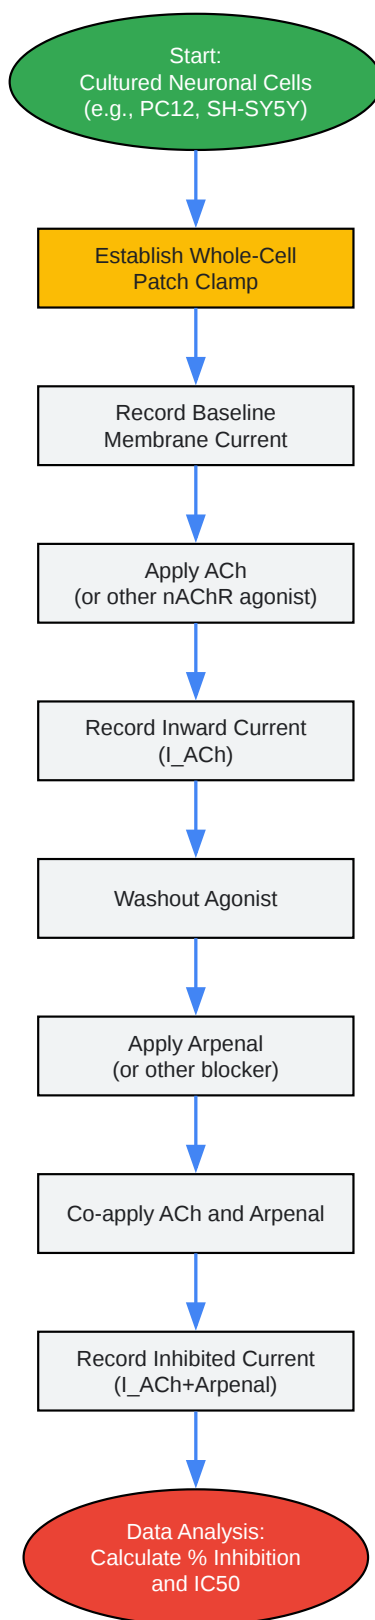 Start:
Cultured Neuronal Cells
(e.g., PC12, SH-SY5Y)
Establish Whole-Cell
Patch Clamp
Record Baseline
Membrane Current
Apply ACh
(or other nAChR agonist)
Record Inward Current
(I_ACh)
Washout Agonist
Apply Arpenal
(or other blocker)
Co-apply ACh and Arpenal
Record Inhibited Current
(I_ACh+Arpenal)
Data Analysis:
Calculate % Inhibition
and IC50